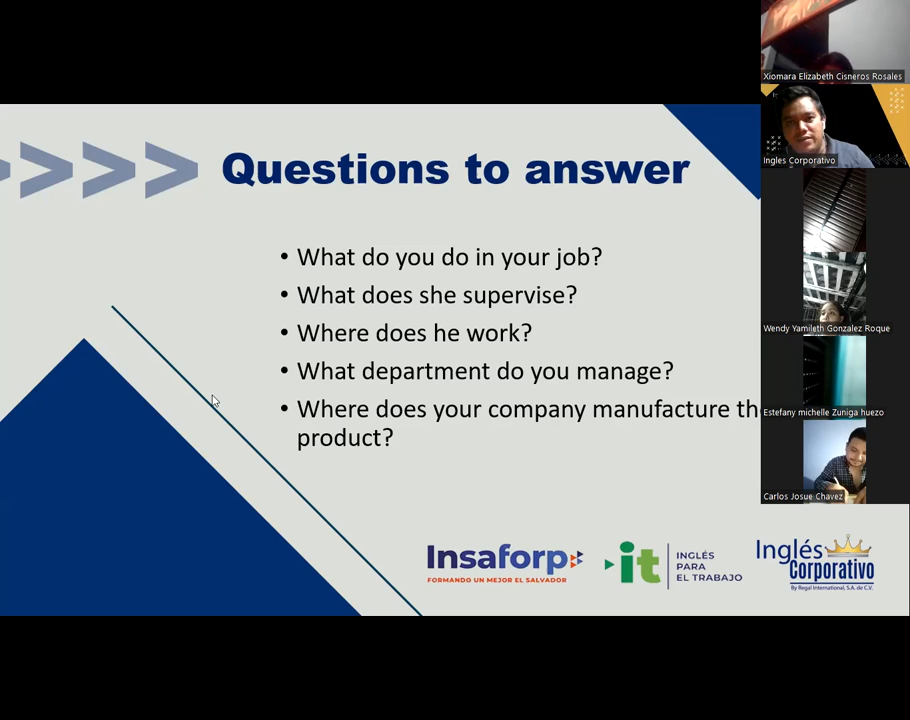 Questions to answer
• What do you do in your job?
• What does she supervise?
• Where does he work?
• What department do you manage?
• Where does your company manufacture th
product?
Insaforp
FORMANDO UN MEJOR EL SALVADOR
it
INGLÉS
PARA
EL TRABAJO
Inglés
Corporativo
By Regal International, S.A. de C.V.
Xiomara Elizabeth Cisneros Rosales
Ingles Corporativo
Wendy Yamileth Gonzalez Roque
Estefany michelle Zuniga huezo
Carlos Josue Chavez